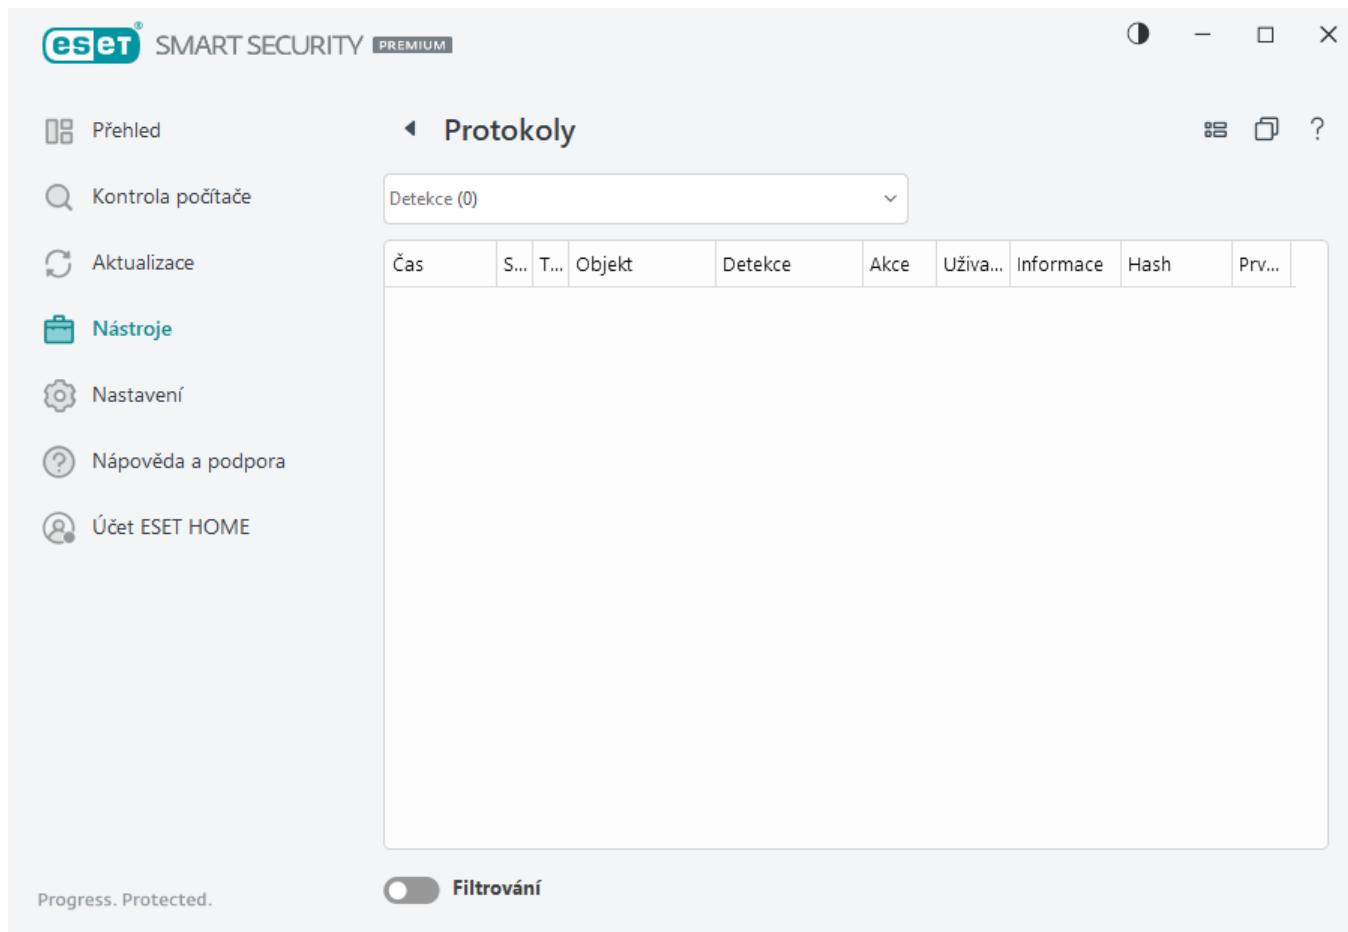 eset® SMART SECURITY PREMIUM
Přehled
Kontrola počítače
Aktualizace
Nástroje
Nastavení
Nápověda a podpora
Účet ESET HOME
Progress. Protected.
Protokoly
?
Detekce (0)
Čas S... T... Objekt Detekce Akce Uživa... Informace Hash Prv...
Filtrování